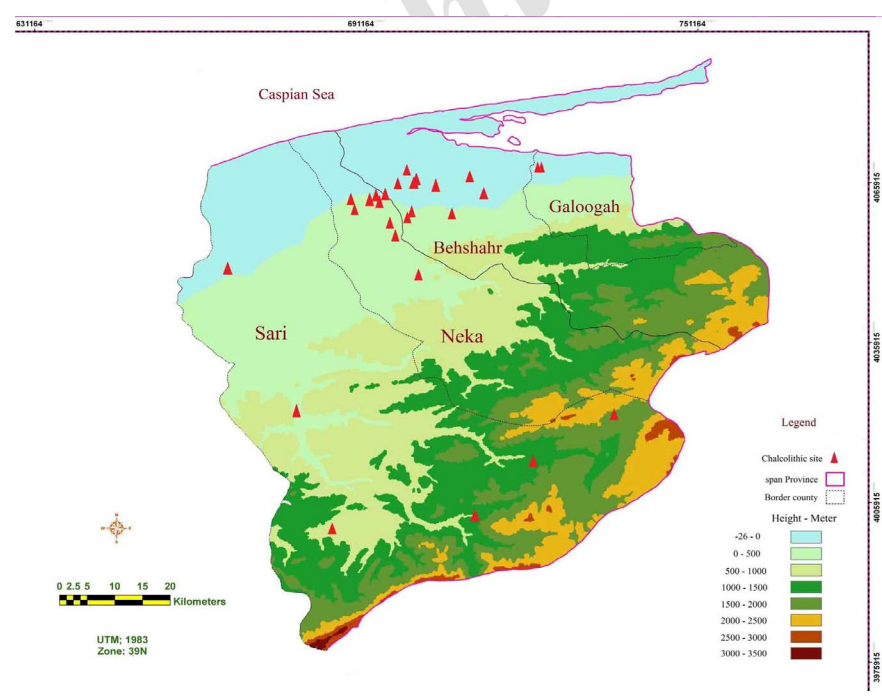 631164
691164
751164
Caspian Sea
4065915
Galoogah
Behshahr
Sari
Neka
4035915
Legend
Chalcolithic site
span Province
Border county
4005915
Height - Meter
-26 - 0
0 - 500
500 - 1000
1000 - 1500
1500 - 2000
2000 - 2500
2500 - 3000
3000 - 3500
0 2.5 5 10 15 20
Kilometers
UTM; 1983
Zone: 39N
3975915